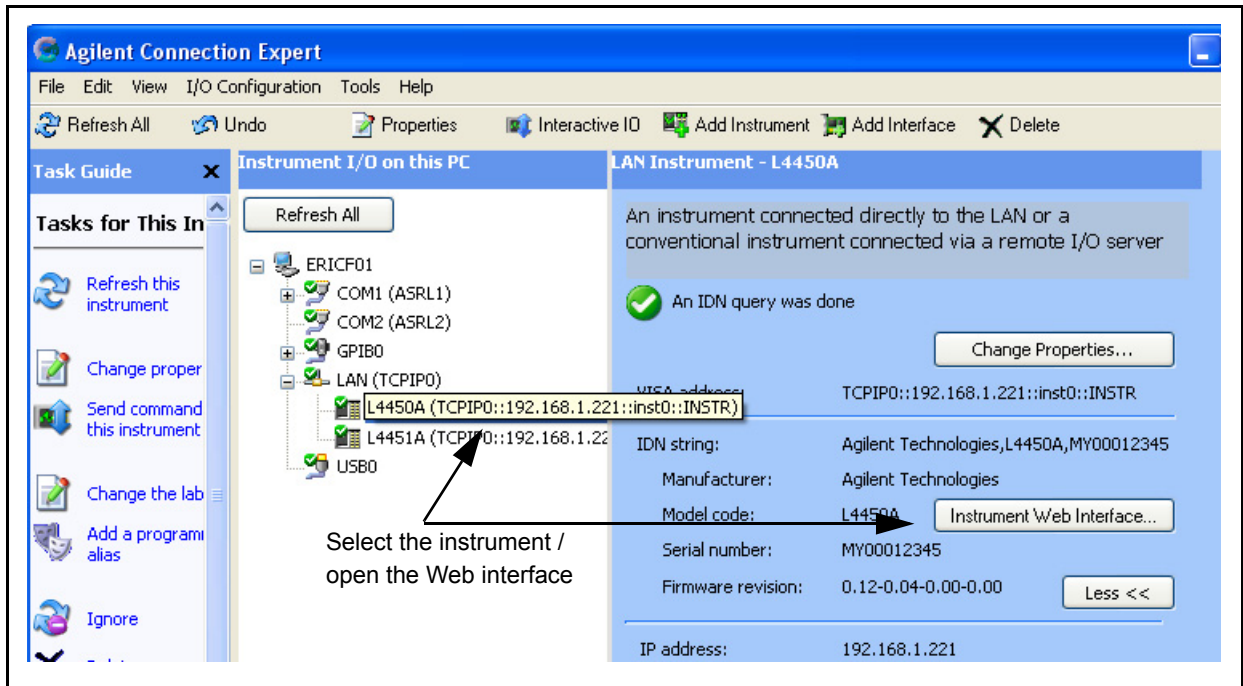 Agilent Connection Expert
File Edit View I/O Configuration Tools Help
Refresh All Undo Properties Interactive IO Add Instrument Add Interface Delete
Task Guide
Tasks for This In
Refresh this
instrument
Change proper
Send command
this instrument
Change the lab
Add a programm
alias
Ignore
Instrument I/O on this PC
Refresh All
ERICF01
COM1 (ASRL1)
COM2 (ASRL2)
GPIB0
LAN (TCPIP0)
L4450A (TCPIP0::192.168.1.221::inst0::INSTR)
L4451A (TCPIP0::192.168.1.22
USB0
Select the instrument /
open the Web interface
LAN Instrument - L4450A
An instrument connected directly to the LAN or a
conventional instrument connected via a remote I/O server
An IDN query was done
Change Properties...
VISA address: TCPIP0::192.168.1.221::inst0::INSTR
IDN string: Agilent Technologies,L4450A,MY00012345
Manufacturer: Agilent Technologies
Model code: L4450A Instrument Web Interface...
Serial number: MY00012345
Firmware revision: 0.12-0.04-0.00-0.00 Less <<
IP address: 192.168.1.221